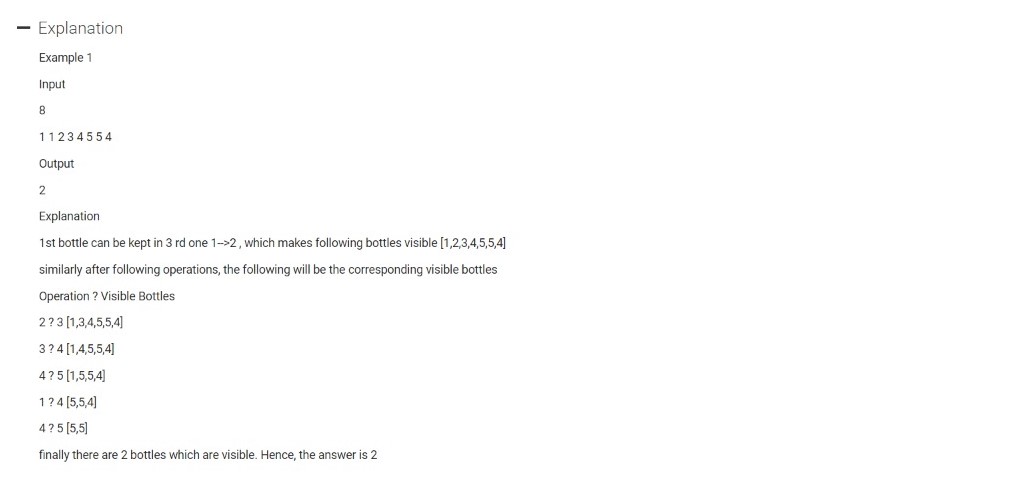 Explanation
Example 1
Input
8
1 1 2 3 4 5 5 4
Output
2
Explanation
1st bottle can be kept in 3 rd one 1-->2 , which makes following bottles visible [1,2,3,4,5,5,4]
similarly after following operations, the following will be the corresponding visible bottles
Operation ? Visible Bottles
2 ? 3 [1,3,4,5,5,4]
3 ? 4 [1,4,5,5,4]
4 ? 5 [1,5,5,4]
1 ? 4 [5,5,4]
4 ? 5 [5,5]
finally there are 2 bottles which are visible. Hence, the answer is 2